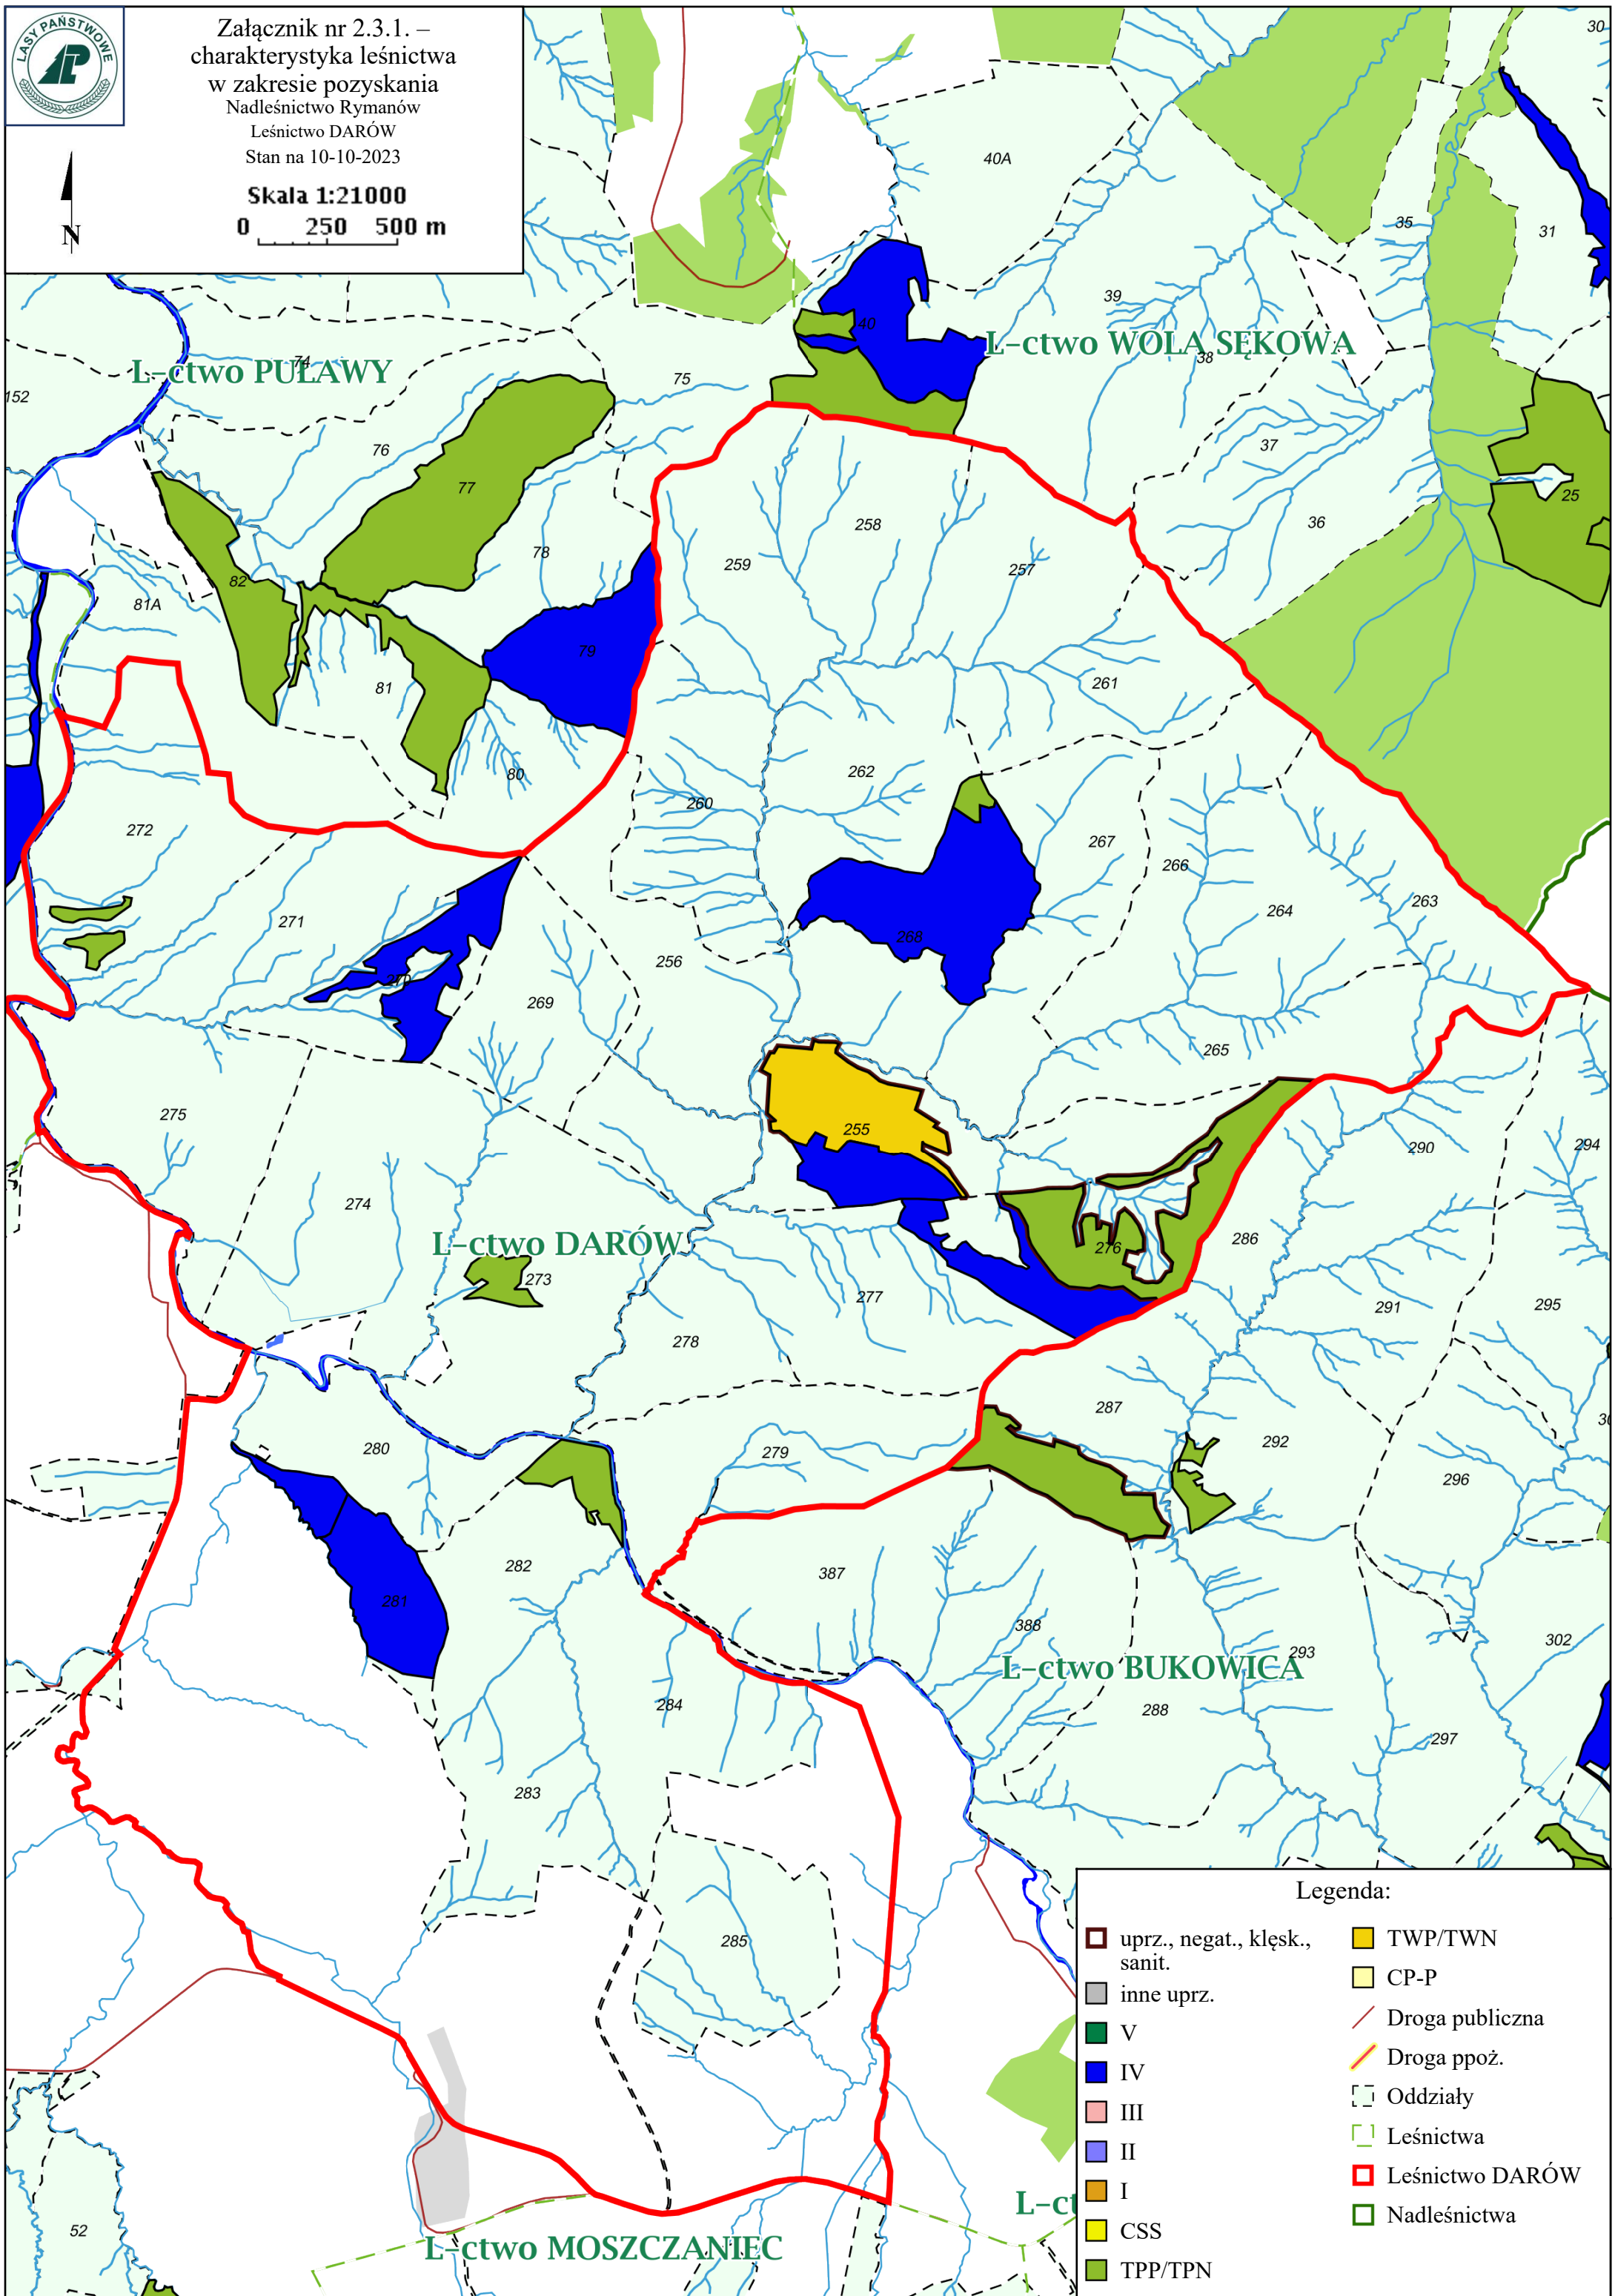 LASY PAŃSTWOWE
LP
Załącznik nr 2.3.1. –
charakterystyka leśnictwa
w zakresie pozyskania
Nadleśnictwo Rymanów
Leśnictwo DARÓW
Stan na 10-10-2023
Skala 1:21000
0 250 500 m
N
30
40A
35
31
39
40
L-ctwo WOLA SĘKOWA
38
74
L-ctwo PUŁAWY
75
152
76
37
77
25
36
258
78
259
257
82
81A
79
81
261
262
80
260
272
267
266
264
263
271
268
256
270
269
265
275
255
290
294
274
286
276
L-ctwo DARÓW
273
277
291
295
278
287
292
280
279
296
282
387
281
388
302
293
L-ctwo BUKOWICA
284
288
297
283
285
52
L-ctwo MOSZCZANIEC
Legenda:
uprz., negat., klęsk.,
sanit.
inne uprz.
V
IV
III
II
I
CSS
TPP/TPN
TWP/TWN
CP-P
Droga publiczna
Droga ppoż.
Oddziały
Leśnictwa
Leśnictwo DARÓW
Nadleśnictwa